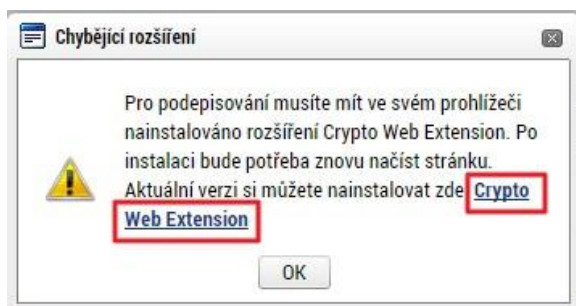 Chybějící rozšíření
Pro podepisování musíte mít ve svém prohlížeči
nainstalováno rozšíření Crypto Web Extension. Po
instalaci bude potřeba znovu načíst stránku.
Aktuální verzi si můžete nainstalovat zde Crypto
Web Extension
OK